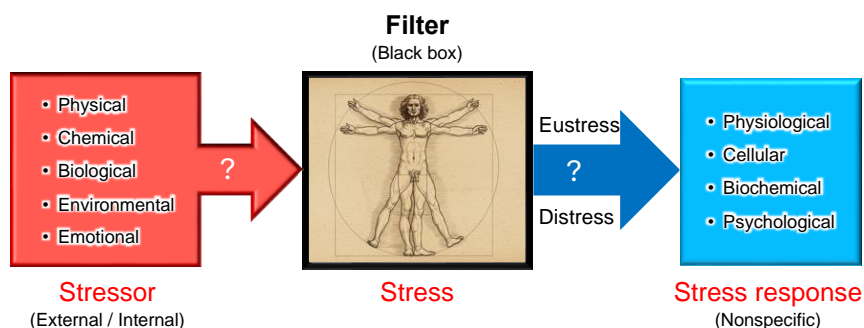 Filter
(Black box)
• Physical
• Chemical
• Biological
• Environmental
• Emotional
?
Eustress
?
Distress
• Physiological
• Cellular
• Biochemical
• Psychological
Stressor
(External / Internal)
Stress
Stress response
(Nonspecific)